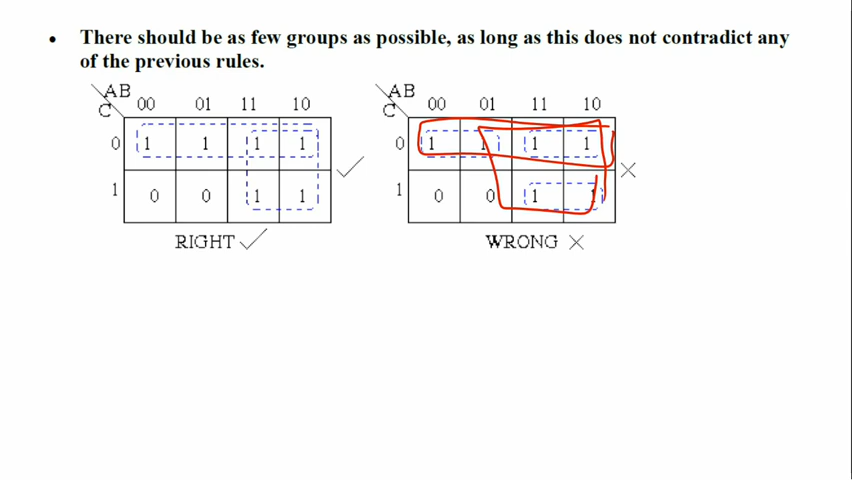 There should be as few groups as possible, as long as this does not contradict any
of the previous rules.
AB
C
00 01 11 10
0 1 1 1 1
1 0 0 1 1
RIGHT
AB
C
00 01 11 10
0 1 1 1 1
1 0 0 1 1
WRONG